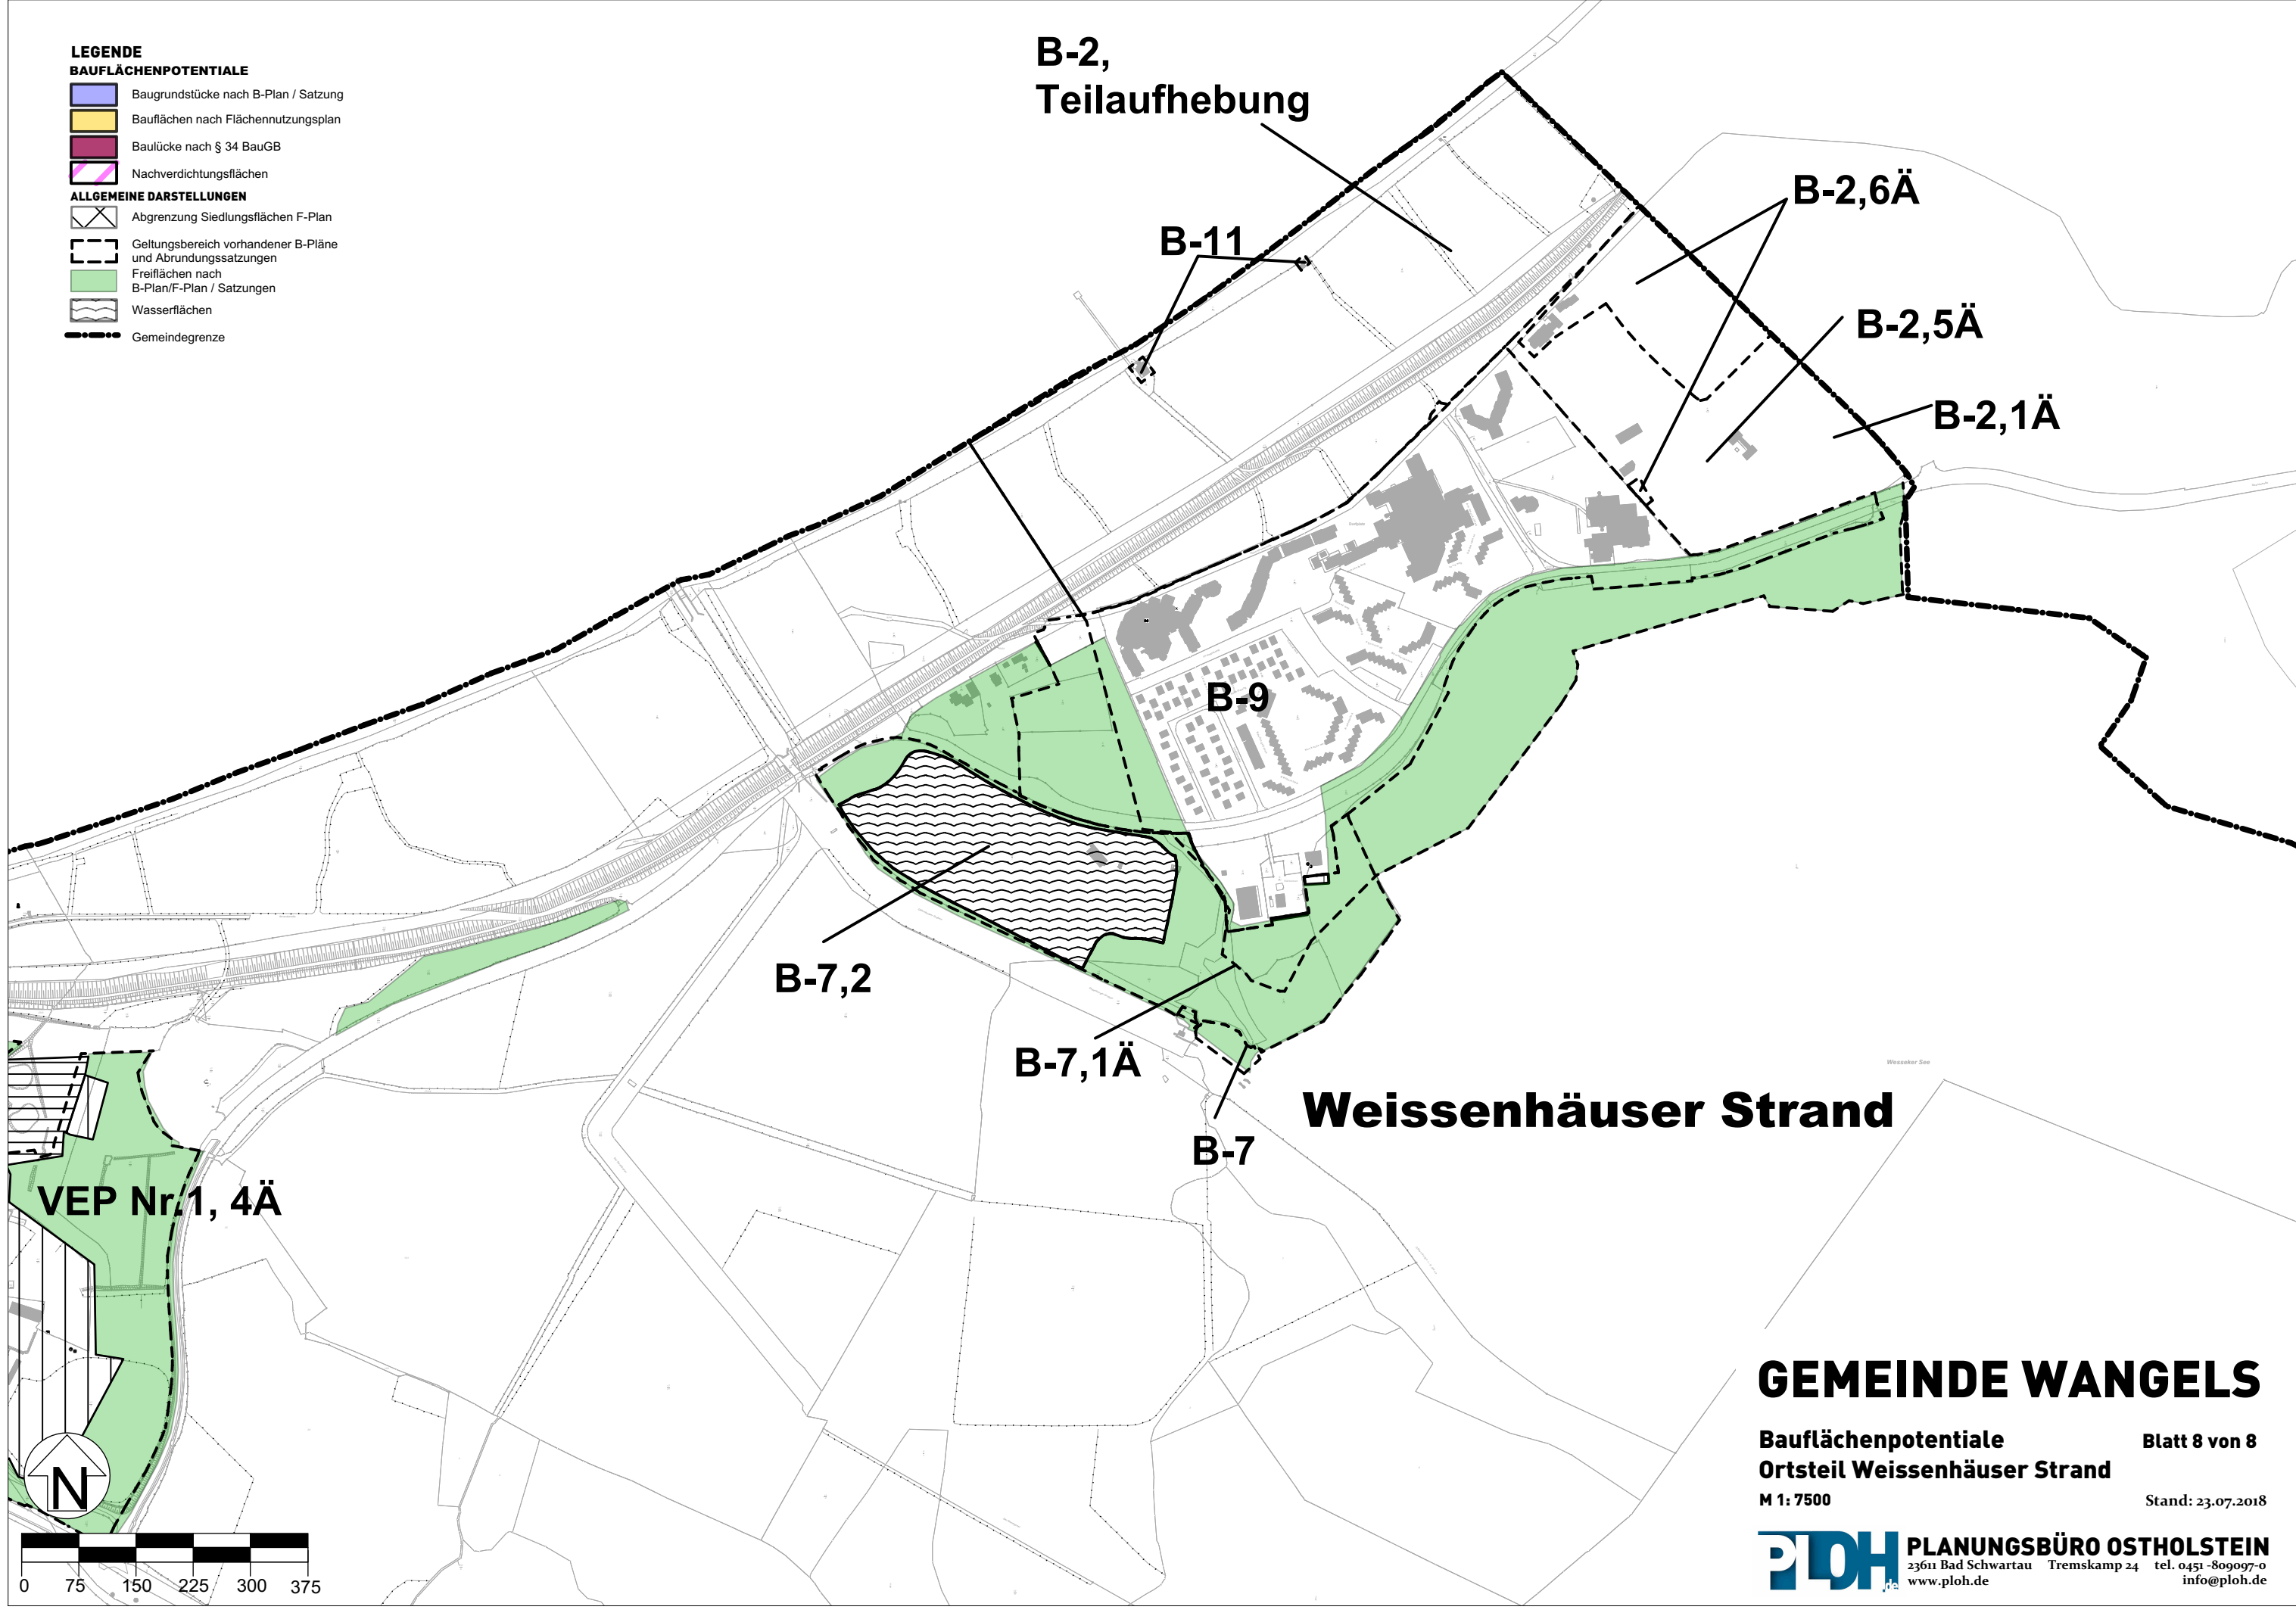 LEGENDE
BAUFLÄCHENPOTENTIALE
Baugrundstücke nach B-Plan / Satzung
Bauflächen nach Flächennutzungsplan
Baulücke nach § 34 BauGB
Nachverdichtungsflächen
ALLGEMEINE DARSTELLUNGEN
Abgrenzung Siedlungsflächen F-Plan
Geltungsbereich vorhandener B-Pläne
und Abrundungssatzungen
Freiflächen nach
B-Plan/F-Plan / Satzungen
Wasserflächen
Gemeindegrenze
B-2,
Teilaufhebung
B-11
B-2,6Ä
B-2,5Ä
B-2,1Ä
B-9
B-7,2
B-7,1Ä
B-7
Wesseker See
Weissenhäuser Strand
VEP Nr.1, 4Ä
N
0 75 150 225 300 375
GEMEINDE WANGELS
Bauflächenpotentiale Blatt 8 von 8
Ortsteil Weissenhäuser Strand
M 1: 7500 Stand: 23.07.2018
PLOH.de
PLANUNGSBÜRO OSTHOLSTEIN
23611 Bad Schwartau Tremskamp 24 tel. 0451 -809097-0
www.ploh.de info@ploh.de